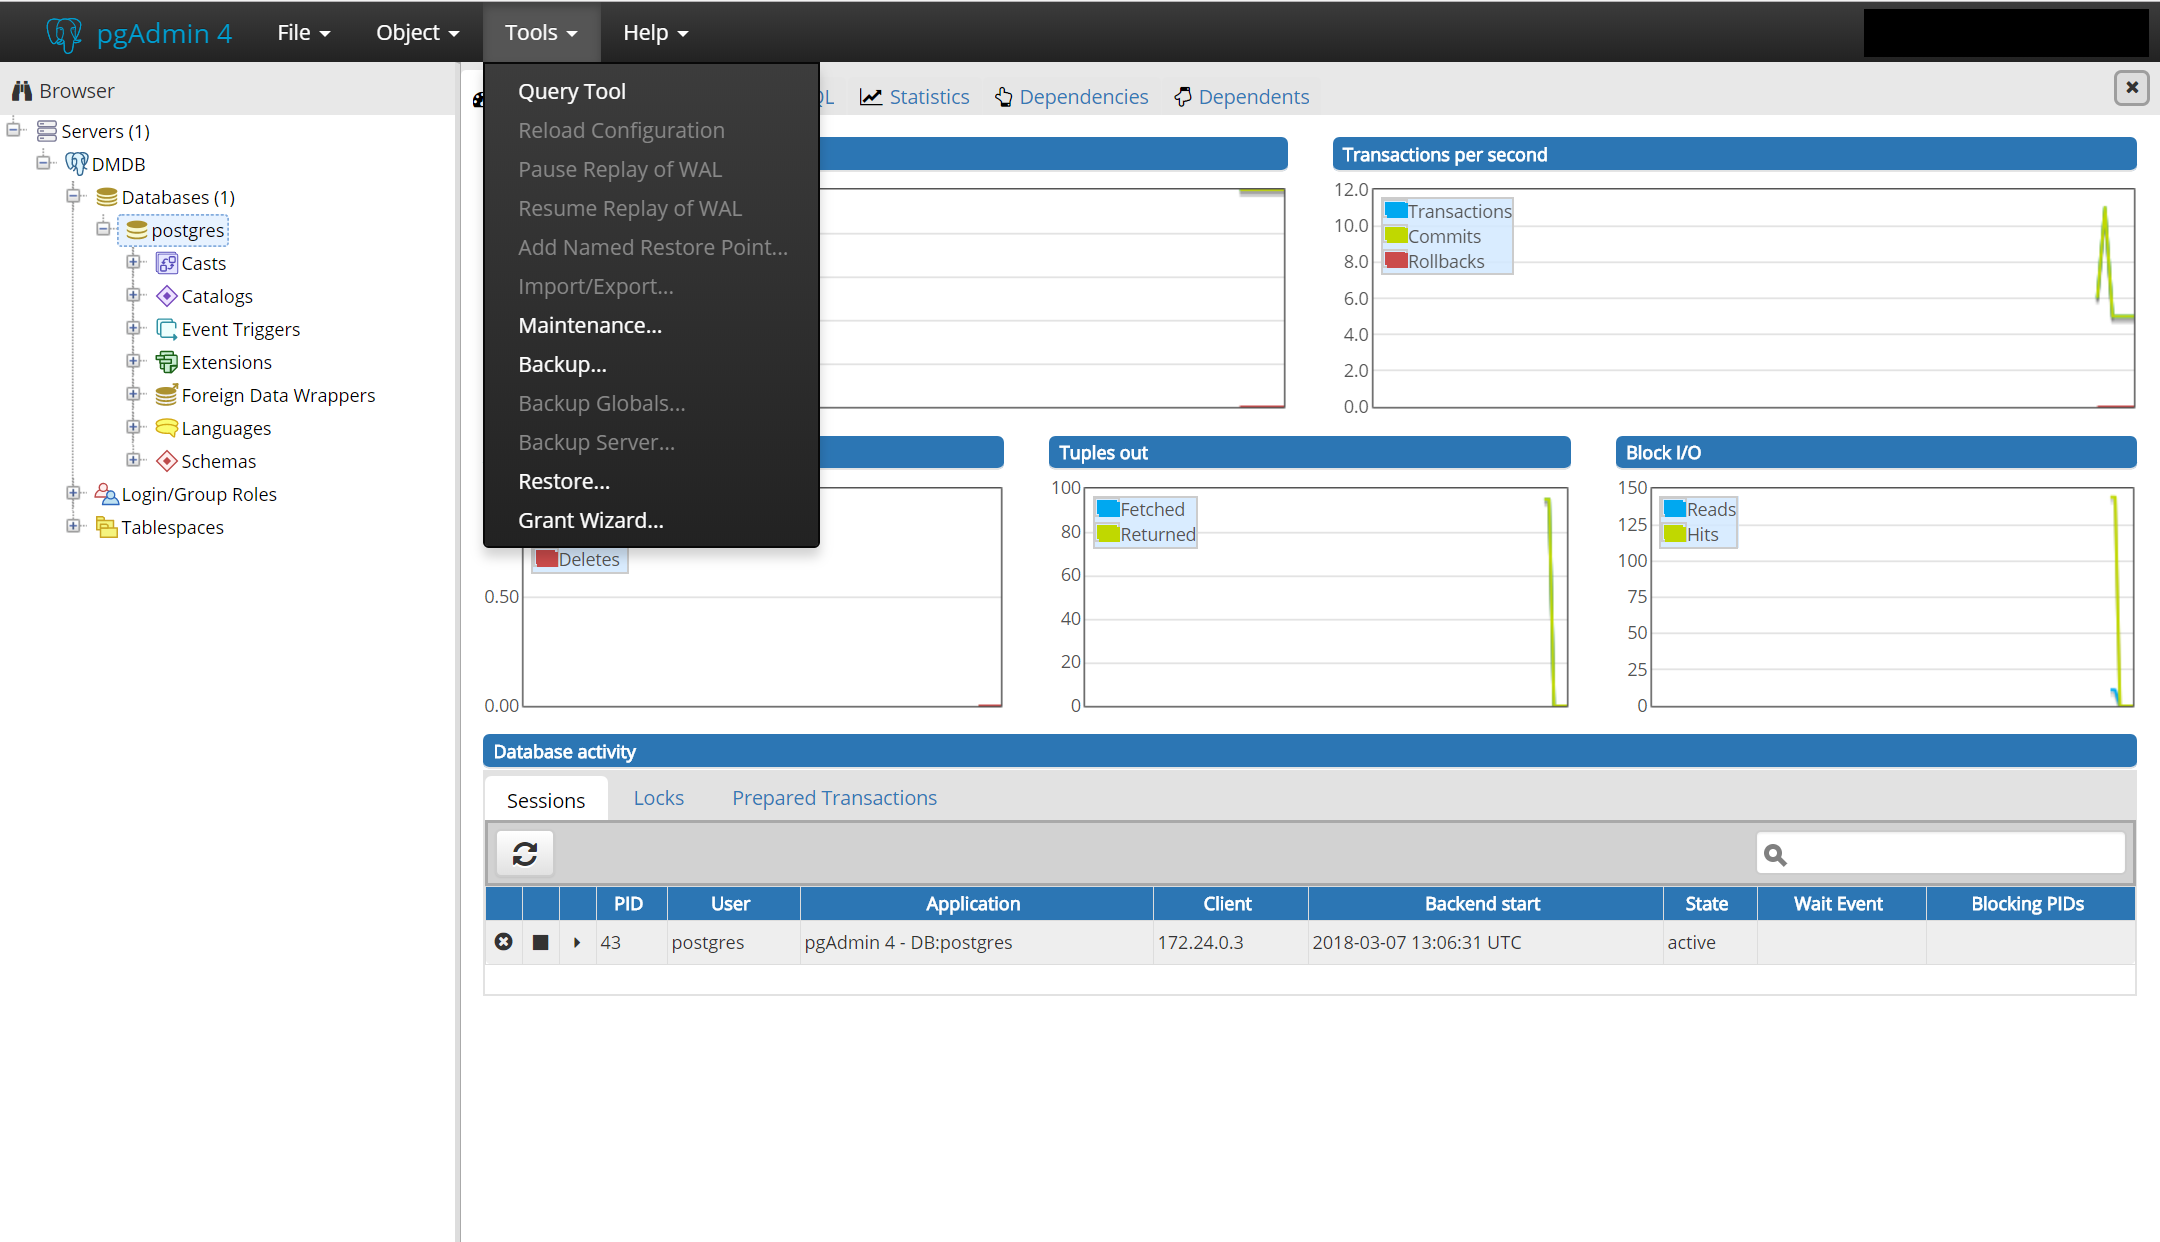 pgAdmin 4 File Object Tools Help
Browser
Servers (1)
DMDB
Databases (1)
postgres
Casts
Catalogs
Event Triggers
Extensions
Foreign Data Wrappers
Languages
Schemas
Login/Group Roles
Tablespaces
Query Tool
Reload Configuration
Pause Replay of WAL
Resume Replay of WAL
Add Named Restore Point...
Import/Export...
Maintenance...
Backup...
Backup Globals...
Backup Server...
Restore...
Grant Wizard...
Statistics Dependencies Dependents
Transactions per second
12.0
10.0
8.0
6.0
4.0
2.0
0.0
Transactions
Commits
Rollbacks
Deletes
0.50
0.00
Tuples out
100
80
60
40
20
0
Fetched
Returned
Block I/O
150
125
100
75
50
25
0
Reads
Hits
Database activity
Sessions Locks Prepared Transactions
PID User Application Client Backend start State Wait Event Blocking PIDs
43 postgres pgAdmin 4 - DB:postgres 172.24.0.3 2018-03-07 13:06:31 UTC active